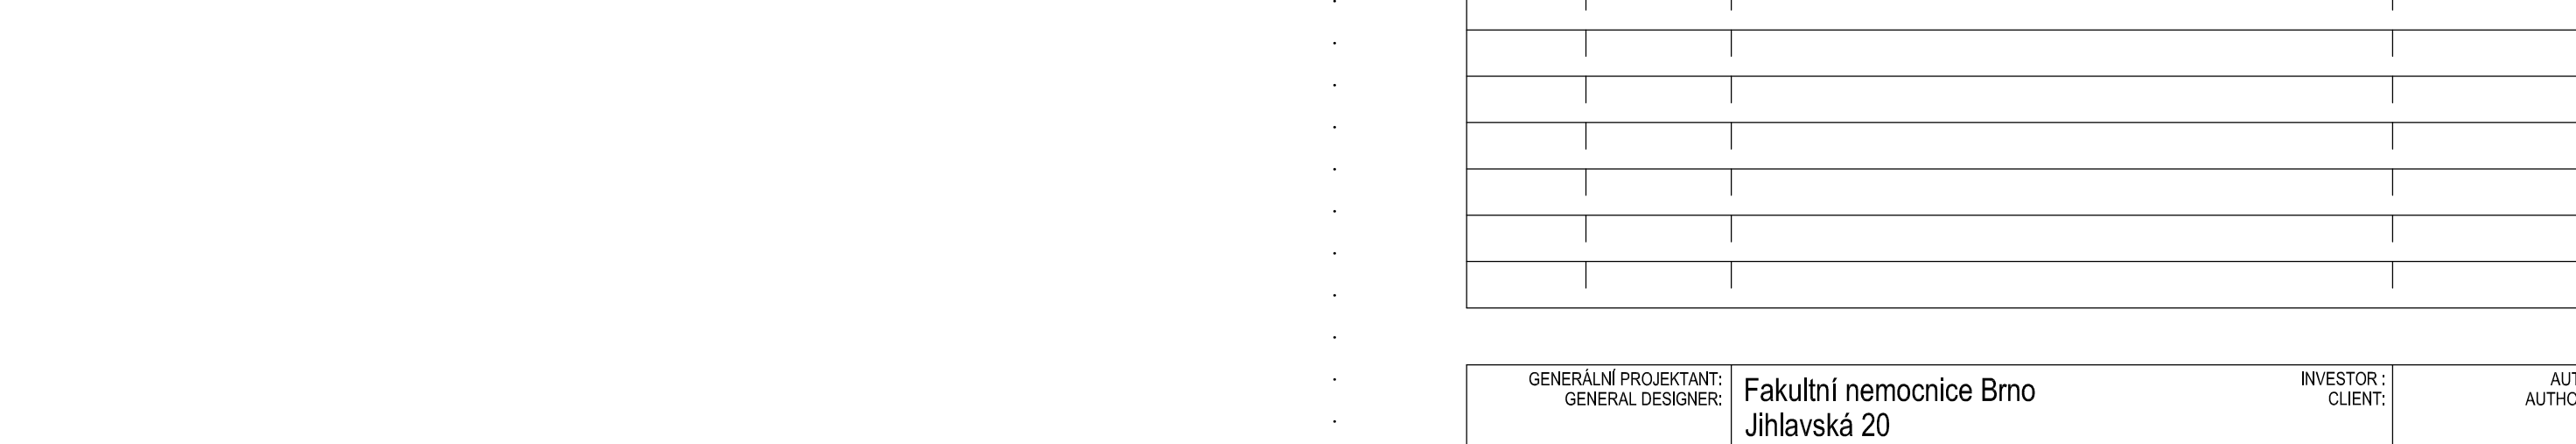 GENERÁLNÍ PROJEKTANT:
GENERAL DESIGNER:
Fakultní nemocnice Brno
Jihlavská 20
INVESTOR :
CLIENT: